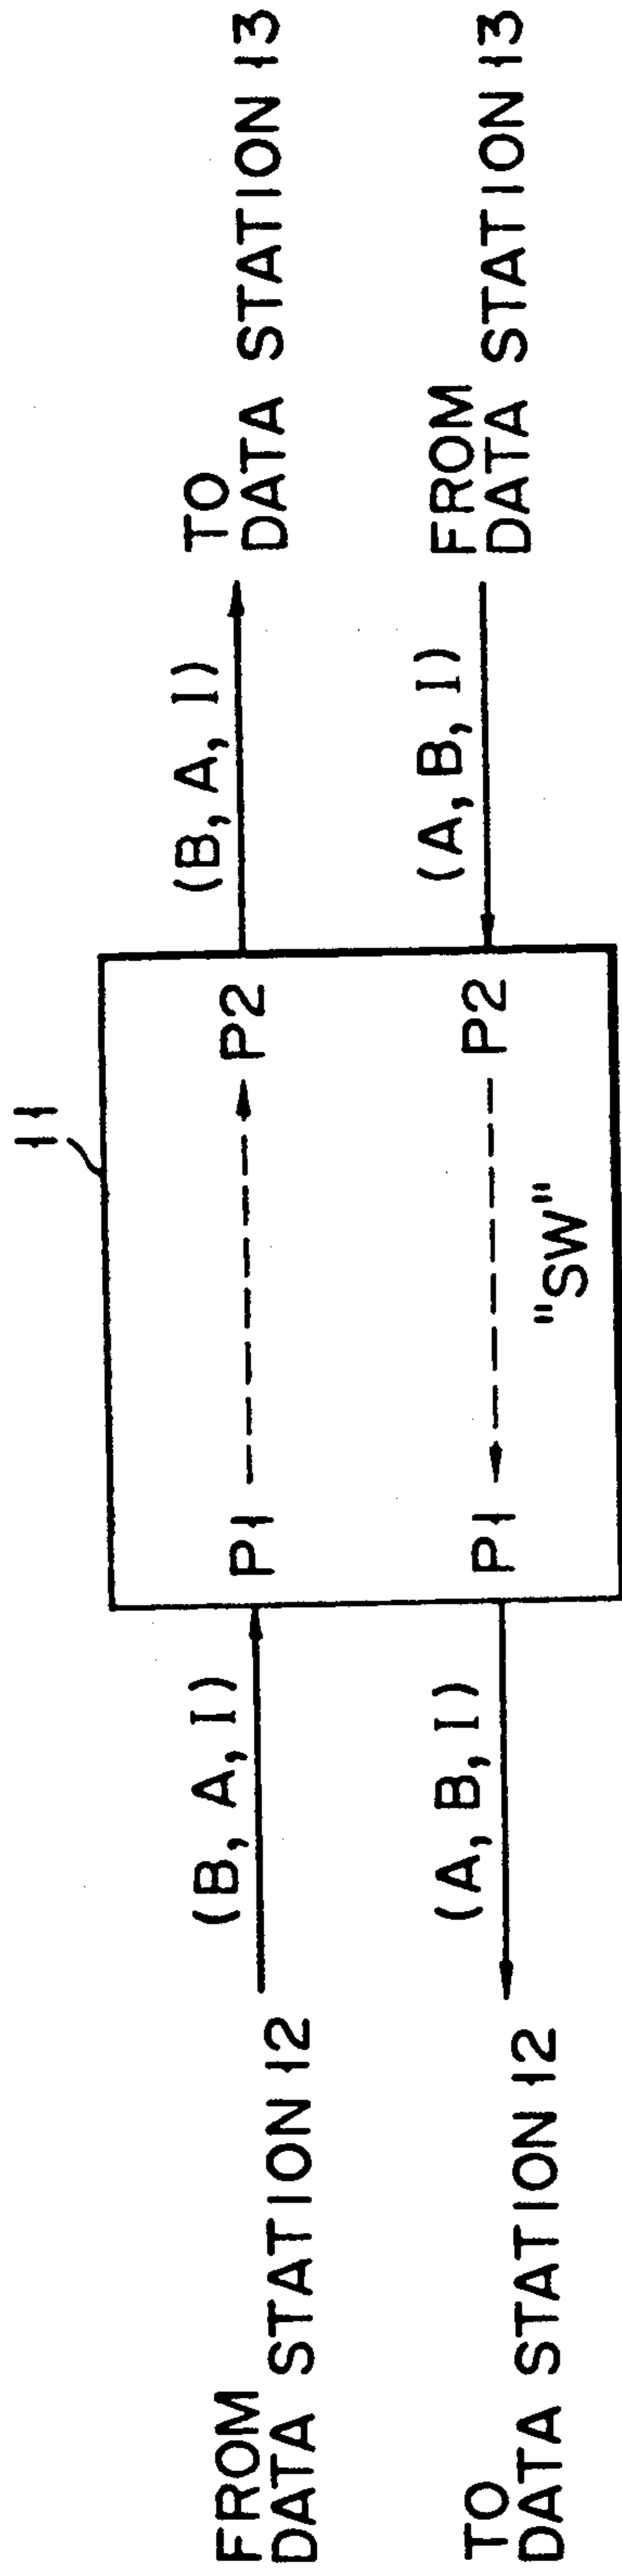 11
FROM
DATA STATION 12
(B, A, I)
P1
P2
(B, A, I)
TO
DATA STATION 13
TO
DATA STATION 12
(A, B, I)
P1
P2
"SW"
(A, B, I)
FROM
DATA STATION 13